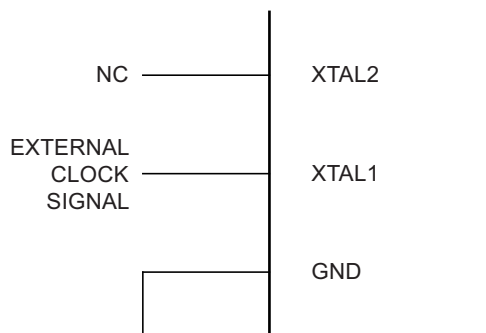 NC
XTAL2
EXTERNAL
CLOCK
SIGNAL
XTAL1
GND